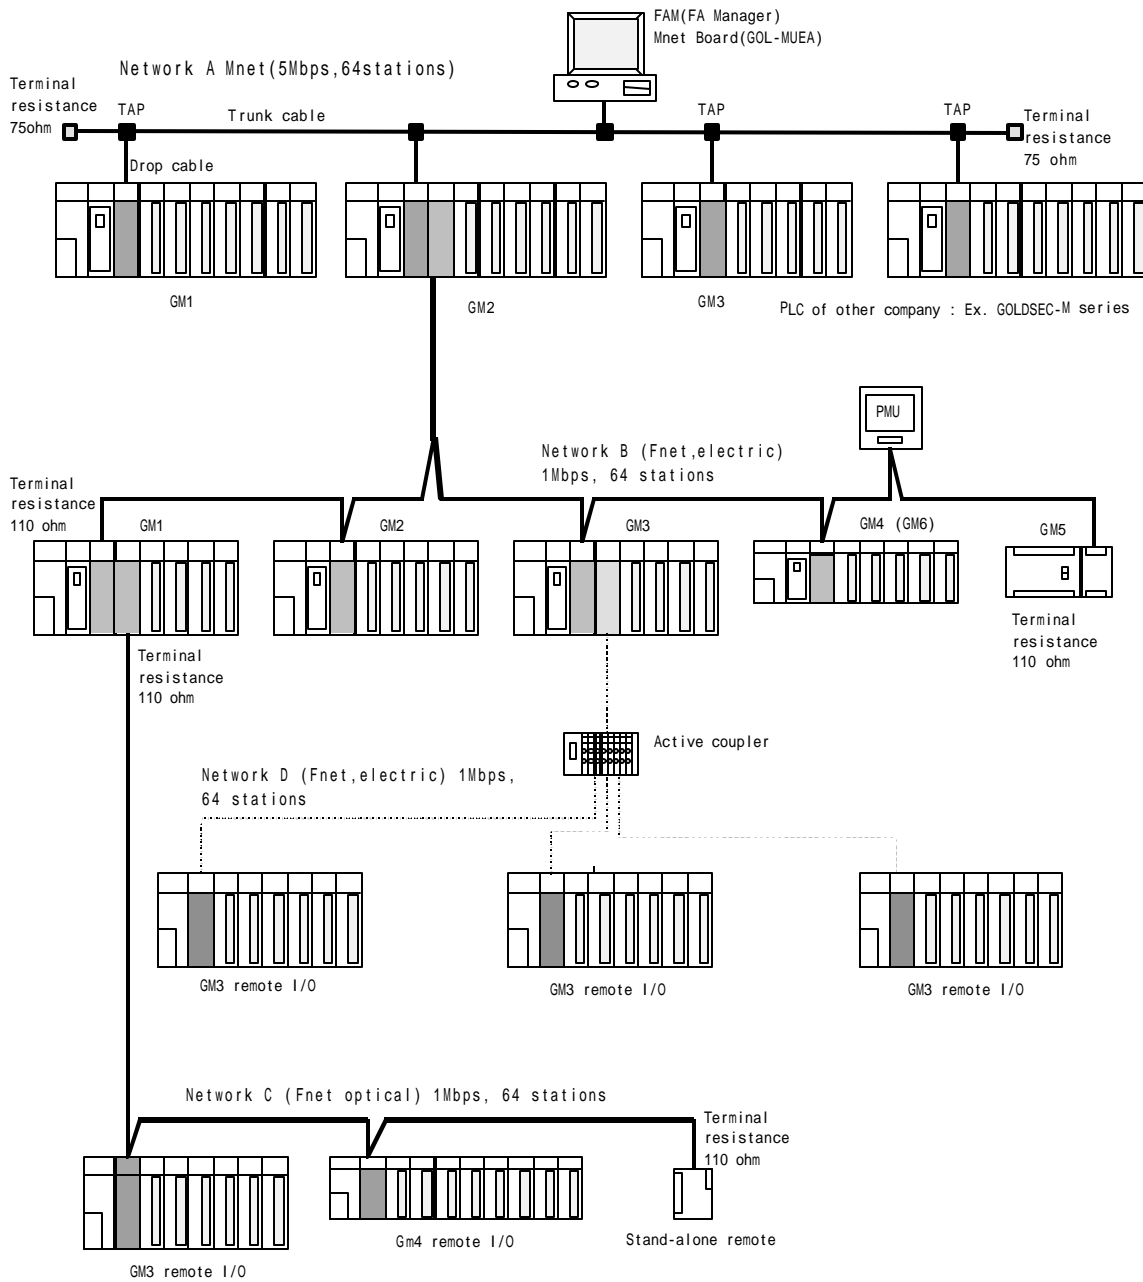 FAM(FA Manager)
Mnet Board(GOL-MUEA)
Network A Mnet(5Mbps,64stations)
Terminal
resistance
75ohm
TAP
Trunk cable
TAP
TAP
Terminal
resistance
75 ohm
Drop cable
GM1
GM2
GM3
PLC of other company : Ex. GOLDSEC-M series
PMU
Network B (Fnet,electric)
1Mbps, 64 stations
Terminal
resistance
110 ohm
GM1
GM2
GM3
GM4 (GM6)
GM5
Terminal
resistance
110 ohm
Terminal
resistance
110 ohm
Active coupler
Network D (Fnet,electric) 1Mbps,
64 stations
GM3 remote I/O
GM3 remote I/O
GM3 remote I/O
Network C (Fnet optical) 1Mbps, 64 stations
Terminal
resistance
110 ohm
GM3 remote I/O
Gm4 remote I/O
Stand-alone remote